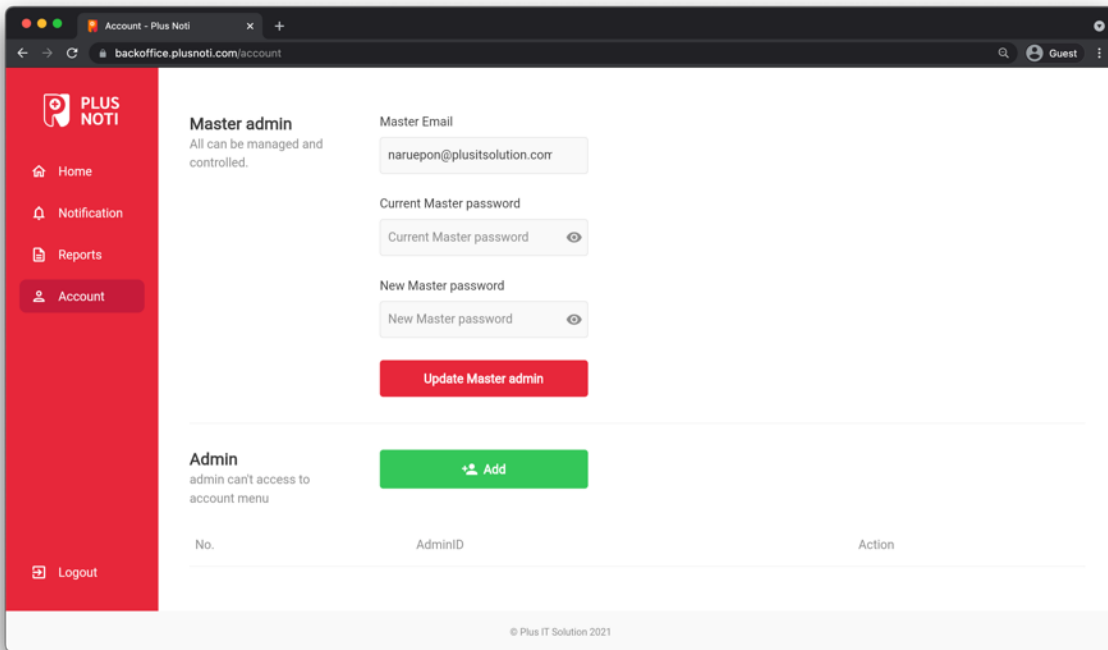 Account - Plus Noti
backoffice.plusnoti.com/account
Guest
PLUS
NOTI
Home
Notification
Reports
Account
Logout
Master admin
All can be managed and
controlled.
Master Email
naruepon@plusitsolution.com
Current Master password
Current Master password
New Master password
New Master password
Update Master admin
Admin
admin can't access to
account menu
Add
No. AdminID Action
© Plus IT Solution 2021